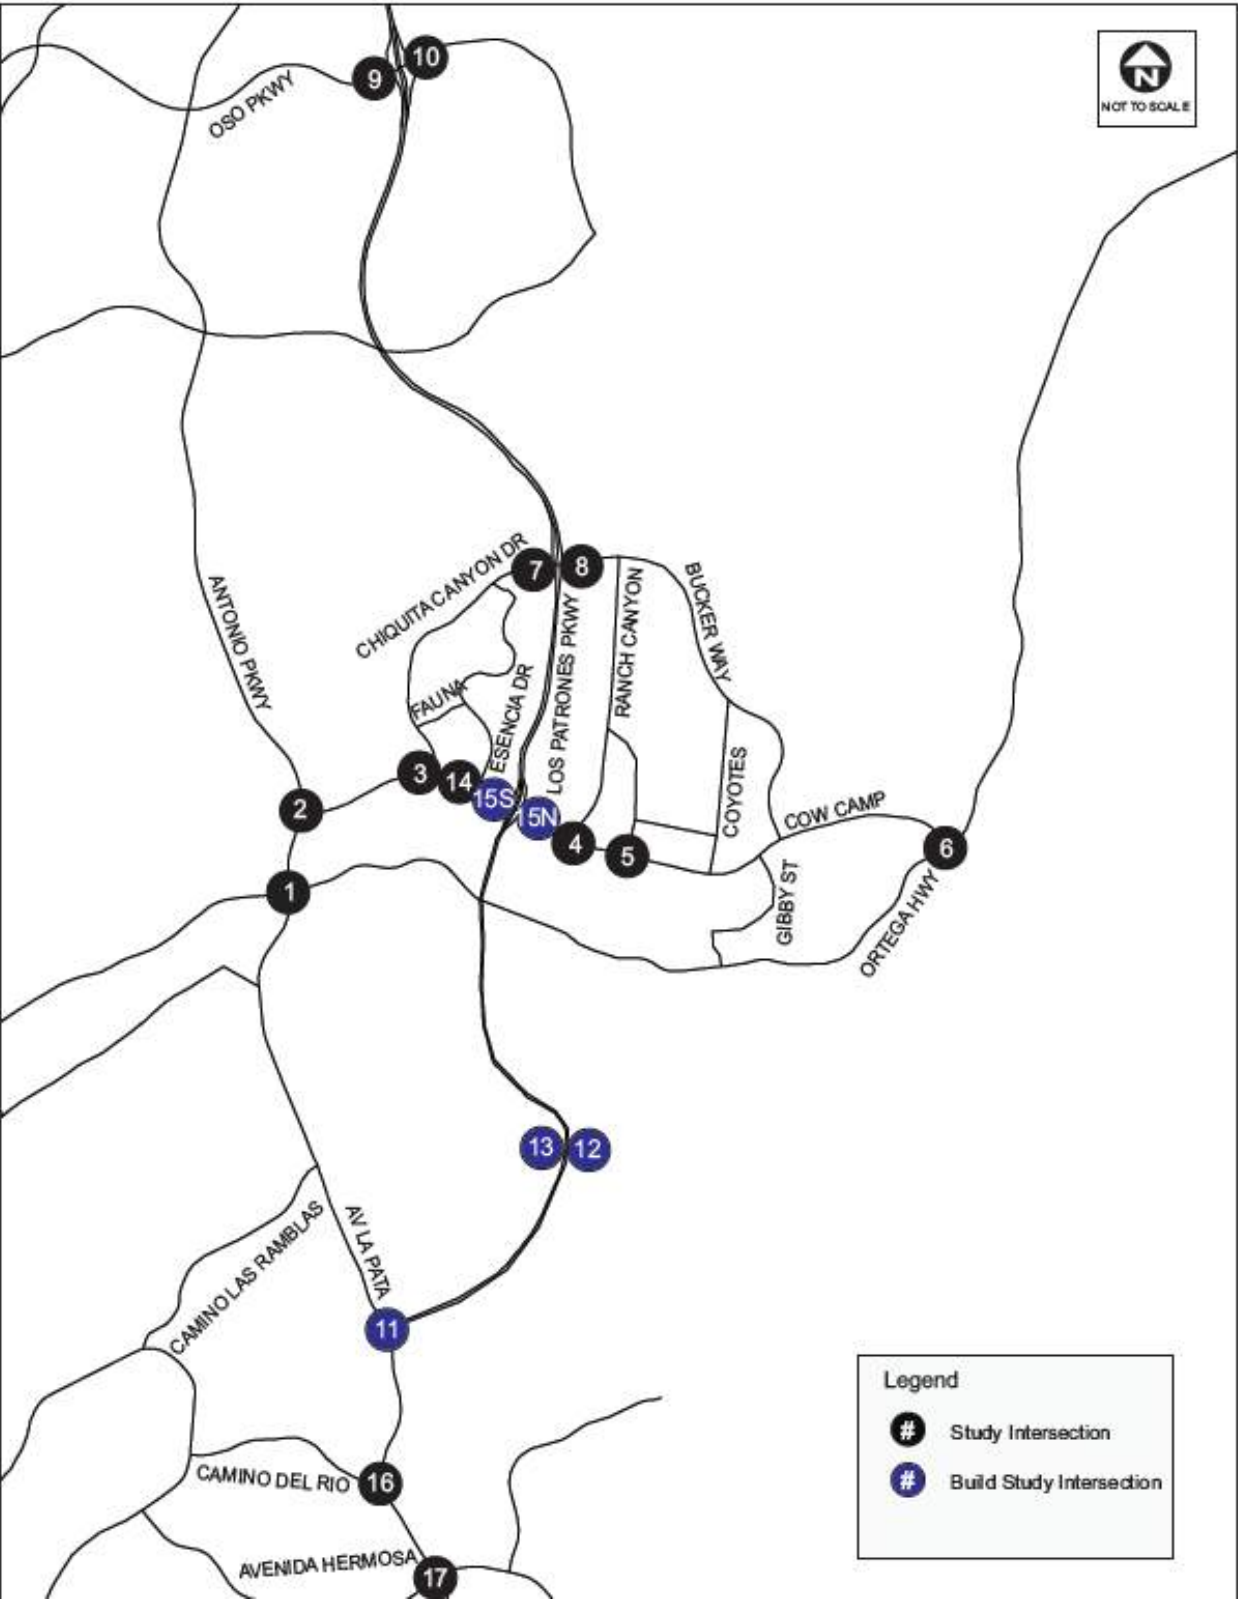 10
9
OSO PKWY
N
NOT TO SCALE
CHIQUITA CANYON DR
7
8
BUCKER WAY
ANTONIO PKWY
RANCH CANYON
LOS PATRONES PKWY
FAUNA
ESENCIA DR
3
14
15S
15N
2
COYOTES
COW CAMP
4
5
6
1
GIBBY ST
ORTEGA HWY
13
12
CAMINO LAS RAMBLAS
AV LA PATA
11
Legend
# Study Intersection
# Build Study Intersection
CAMINO DEL RIO
16
AVENIDA HERMOSA
17